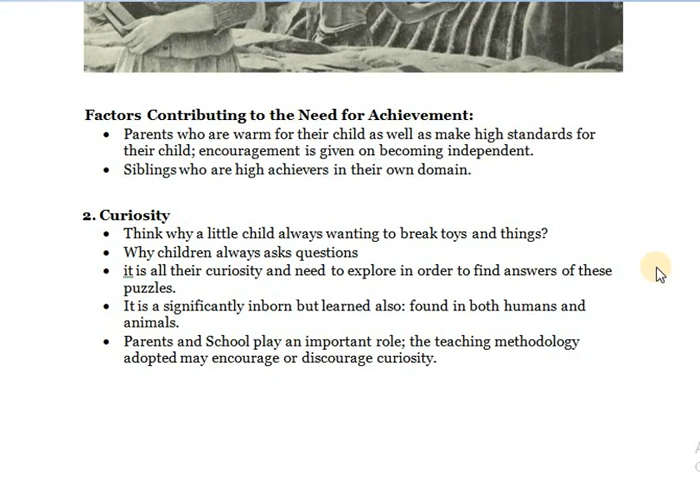 Factors Contributing to the Need for Achievement:
• Parents who are warm for their child as well as make high standards for
their child; encouragement is given on becoming independent.
• Siblings who are high achievers in their own domain.
2. Curiosity
• Think why a little child always wanting to break toys and things?
• Why children always asks questions
• it is all their curiosity and need to explore in order to find answers of these
puzzles.
• It is a significantly inborn but learned also: found in both humans and
animals.
• Parents and School play an important role; the teaching methodology
adopted may encourage or discourage curiosity.